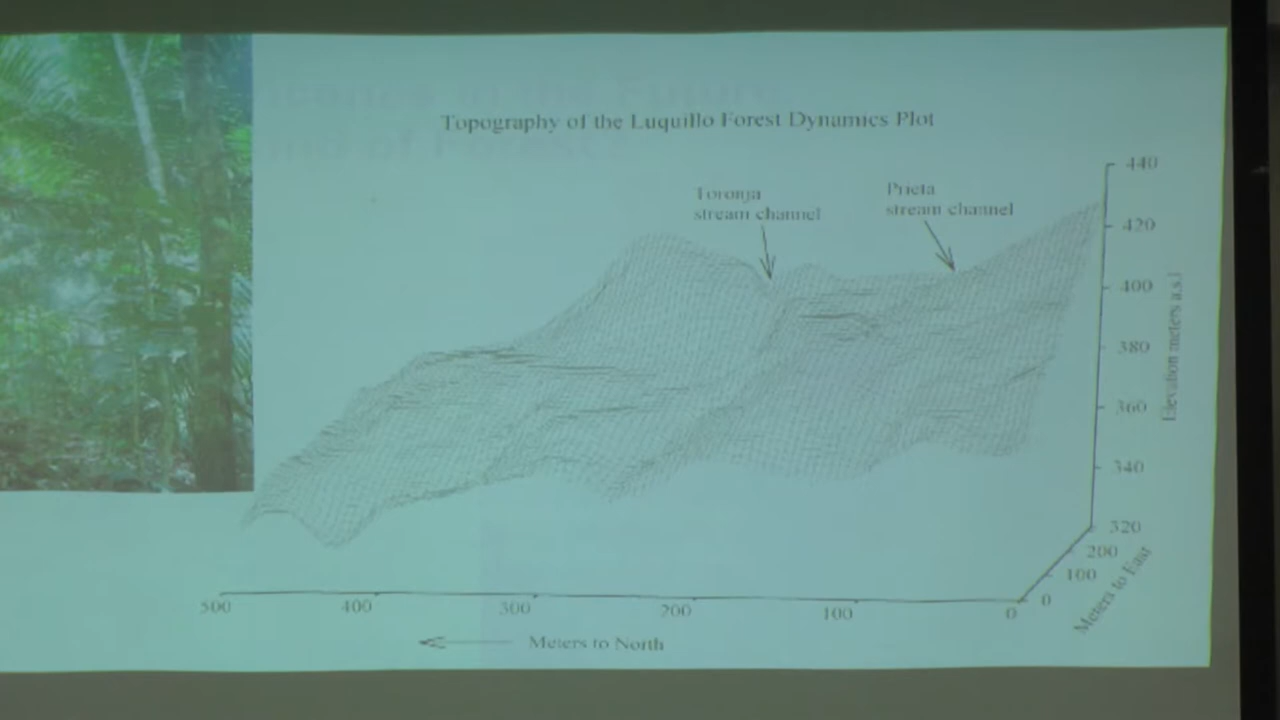 Topography of the Luquillo Forest Dynamics Plot
Toronja
stream channel
Prieta
stream channel
440
420
400
380
360
340
320
Elevation meters a.s.l
200
100
0
Meters to East
500
400
300
200
100
0
Meters to North